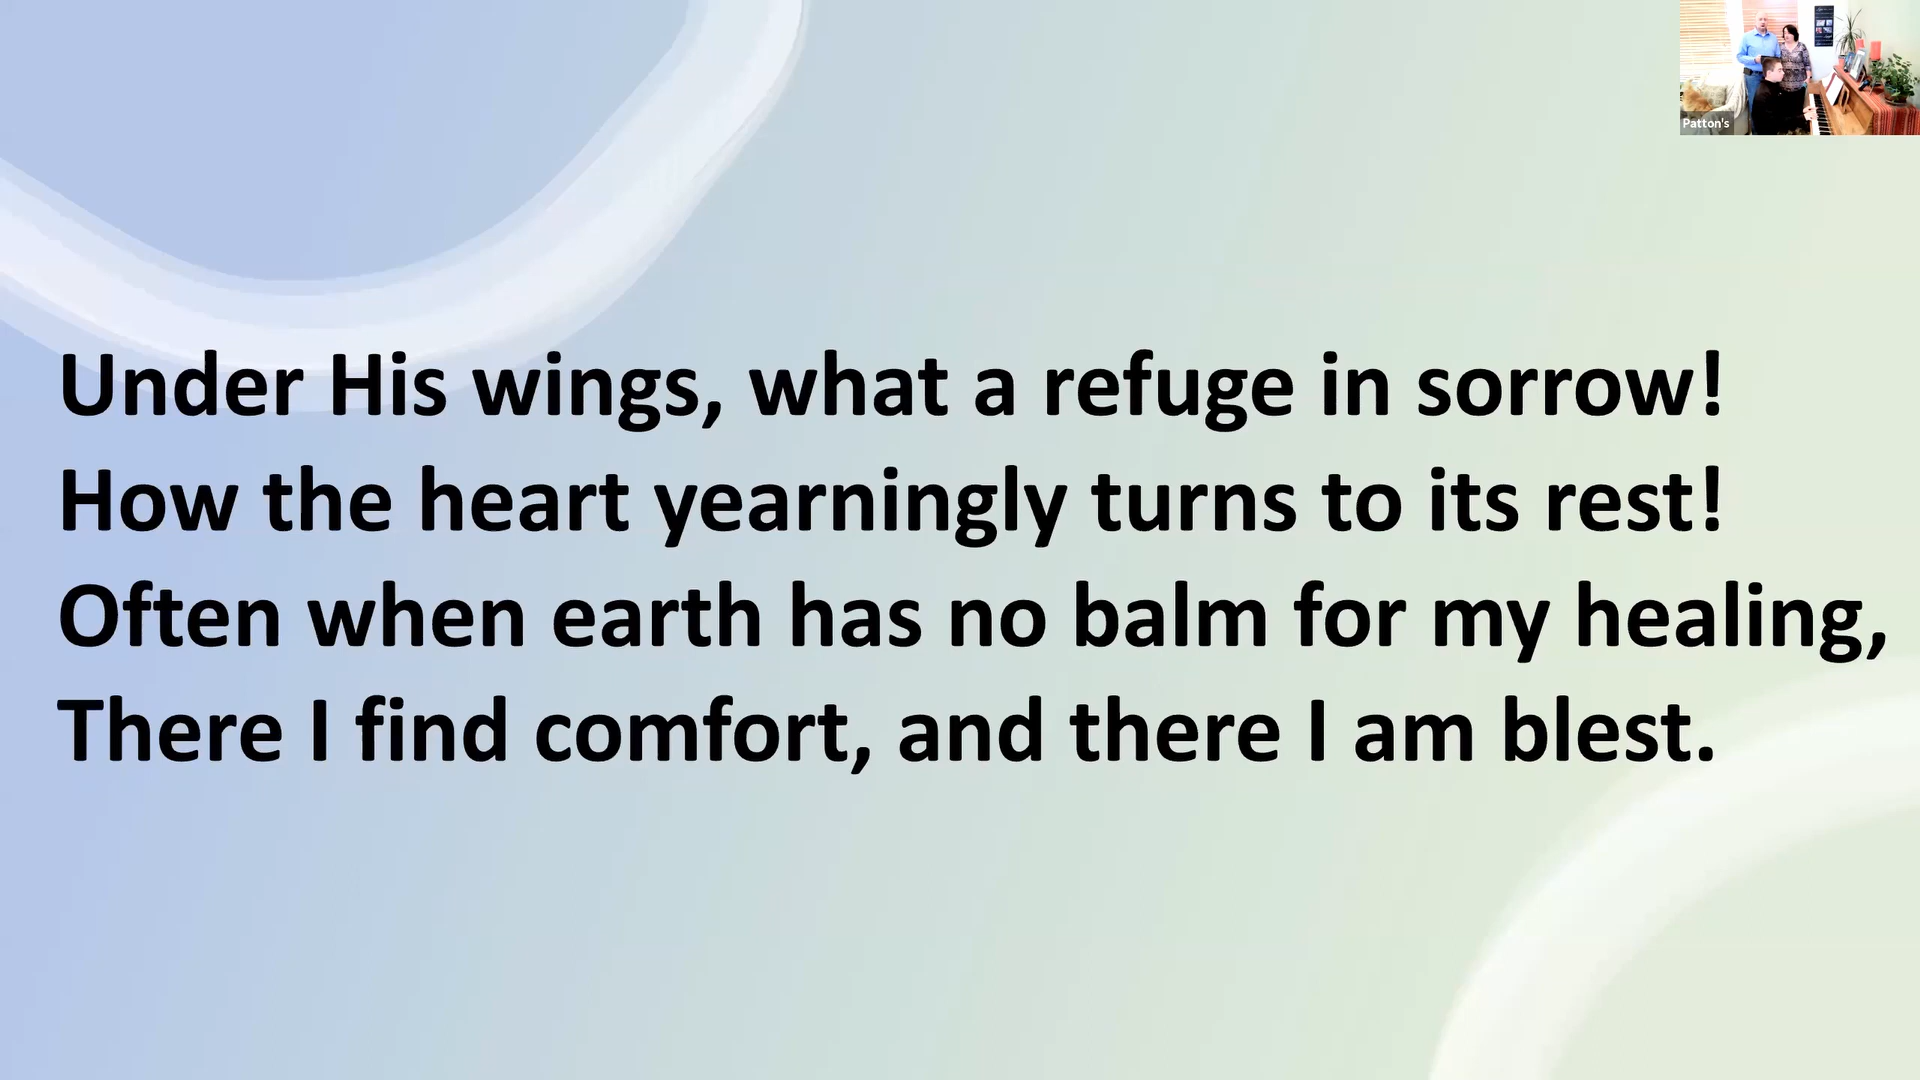 Patton's
Under His wings, what a refuge in sorrow!
How the heart yearningly turns to its rest!
Often when earth has no balm for my healing,
There I find comfort, and there I am blest.